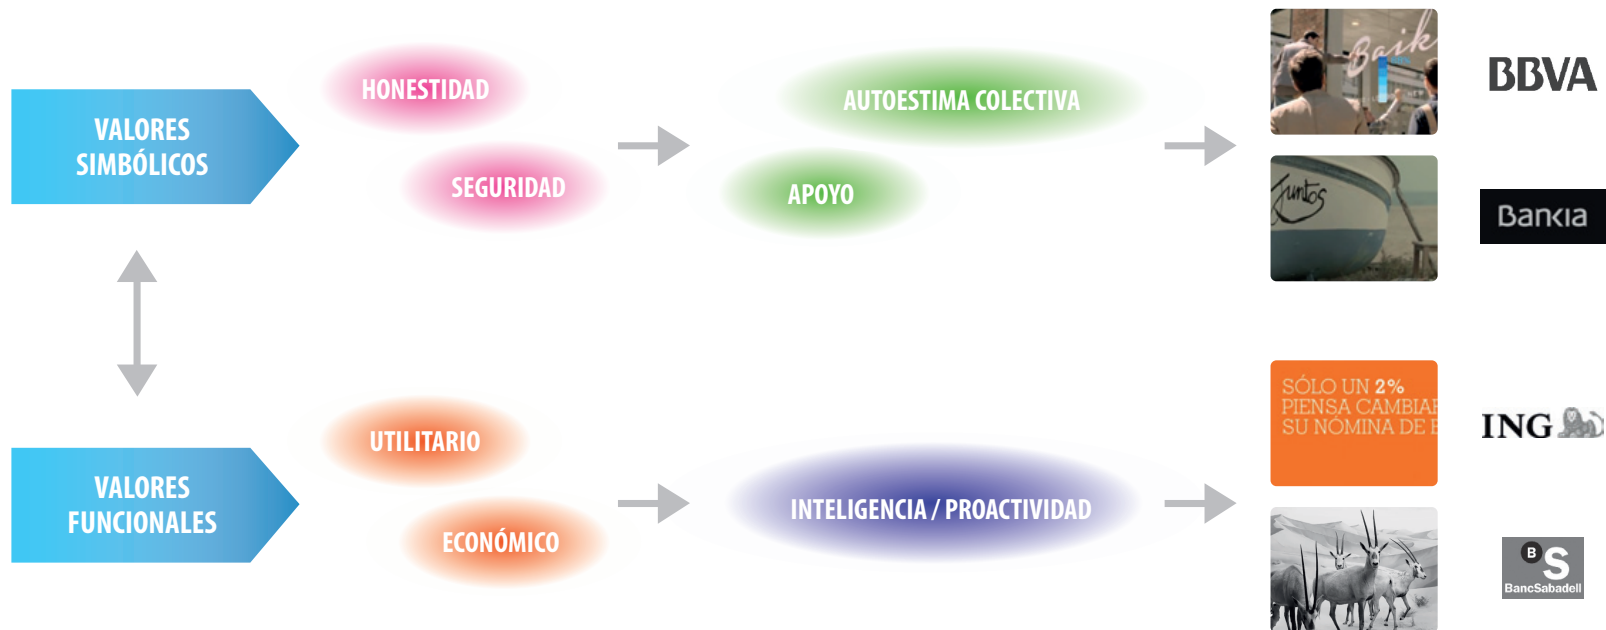 VALORES
SIMBÓLICOS
HONESTIDAD
SEGURIDAD
AUTOESTIMA COLECTIVA
APOYO
BBVA
Juntos
Bankia
VALORES
FUNCIONALES
UTILITARIO
ECONÓMICO
INTELIGENCIA / PROACTIVIDAD
SÓLO UN 2%
PIENSA CAMBIAR
SU NÓMINA DE
ING
B
S
BancSabadell